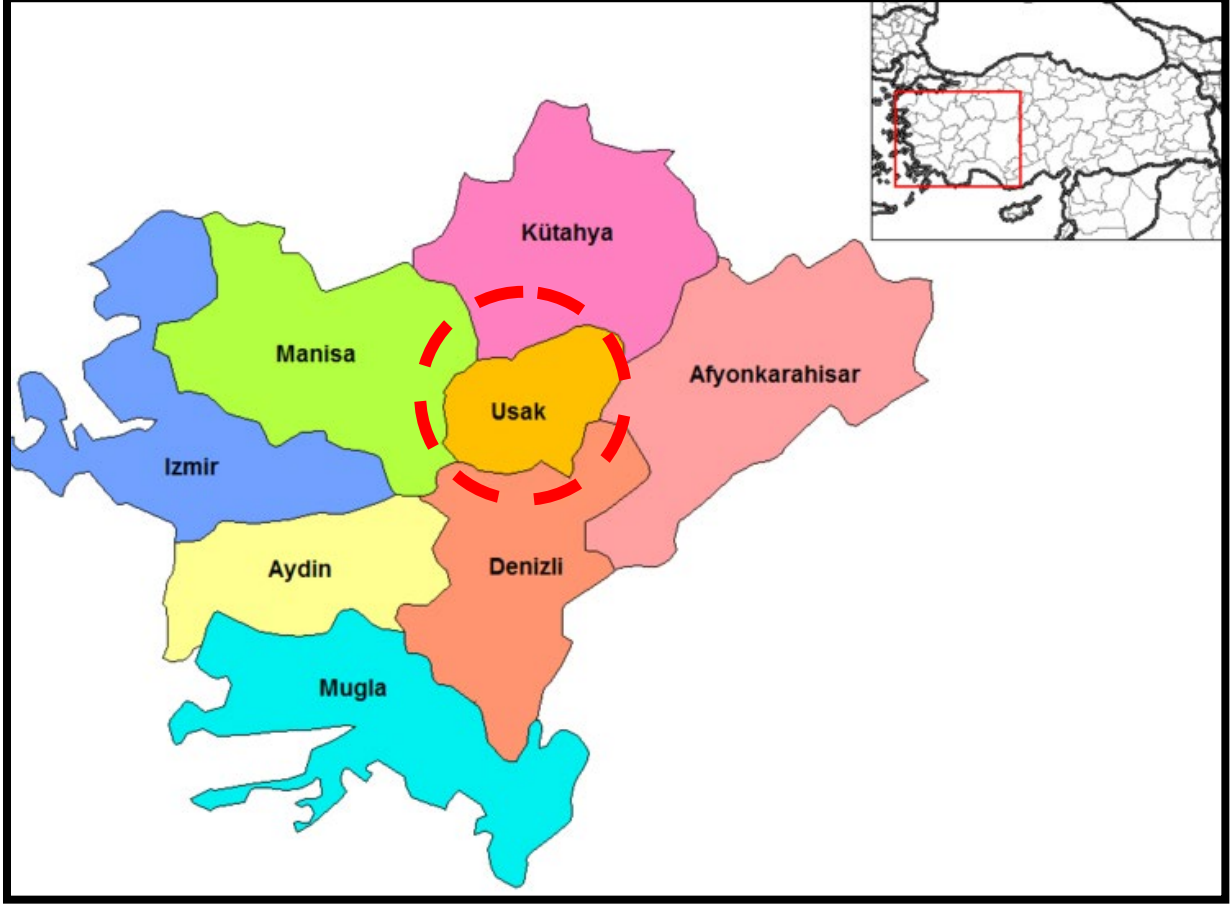 Kütahya
Manisa
Afyonkarahisar
Usak
Izmir
Aydin
Denizli
Mugla